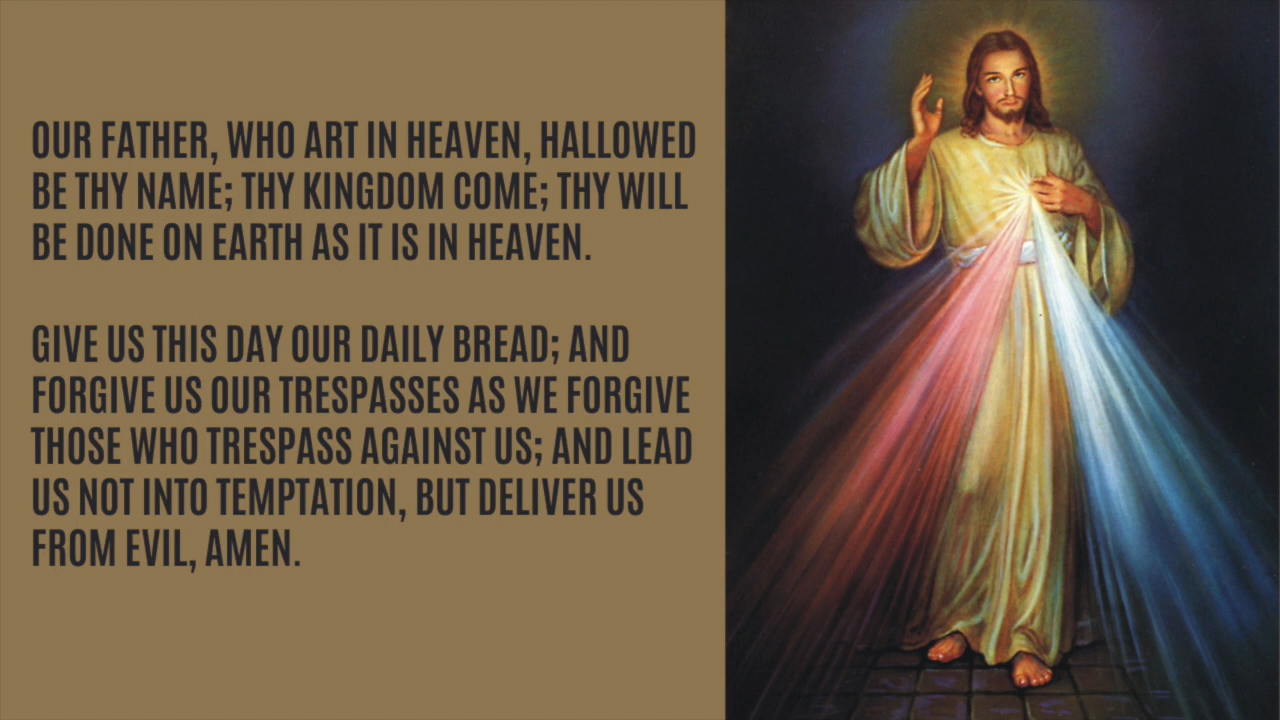 OUR FATHER, WHO ART IN HEAVEN, HALLOWED
BE THY NAME; THY KINGDOM COME; THY WILL
BE DONE ON EARTH AS IT IS IN HEAVEN.
GIVE US THIS DAY OUR DAILY BREAD; AND
FORGIVE US OUR TRESPASSES AS WE FORGIVE
THOSE WHO TRESPASS AGAINST US; AND LEAD
US NOT INTO TEMPTATION, BUT DELIVER US
FROM EVIL, AMEN.